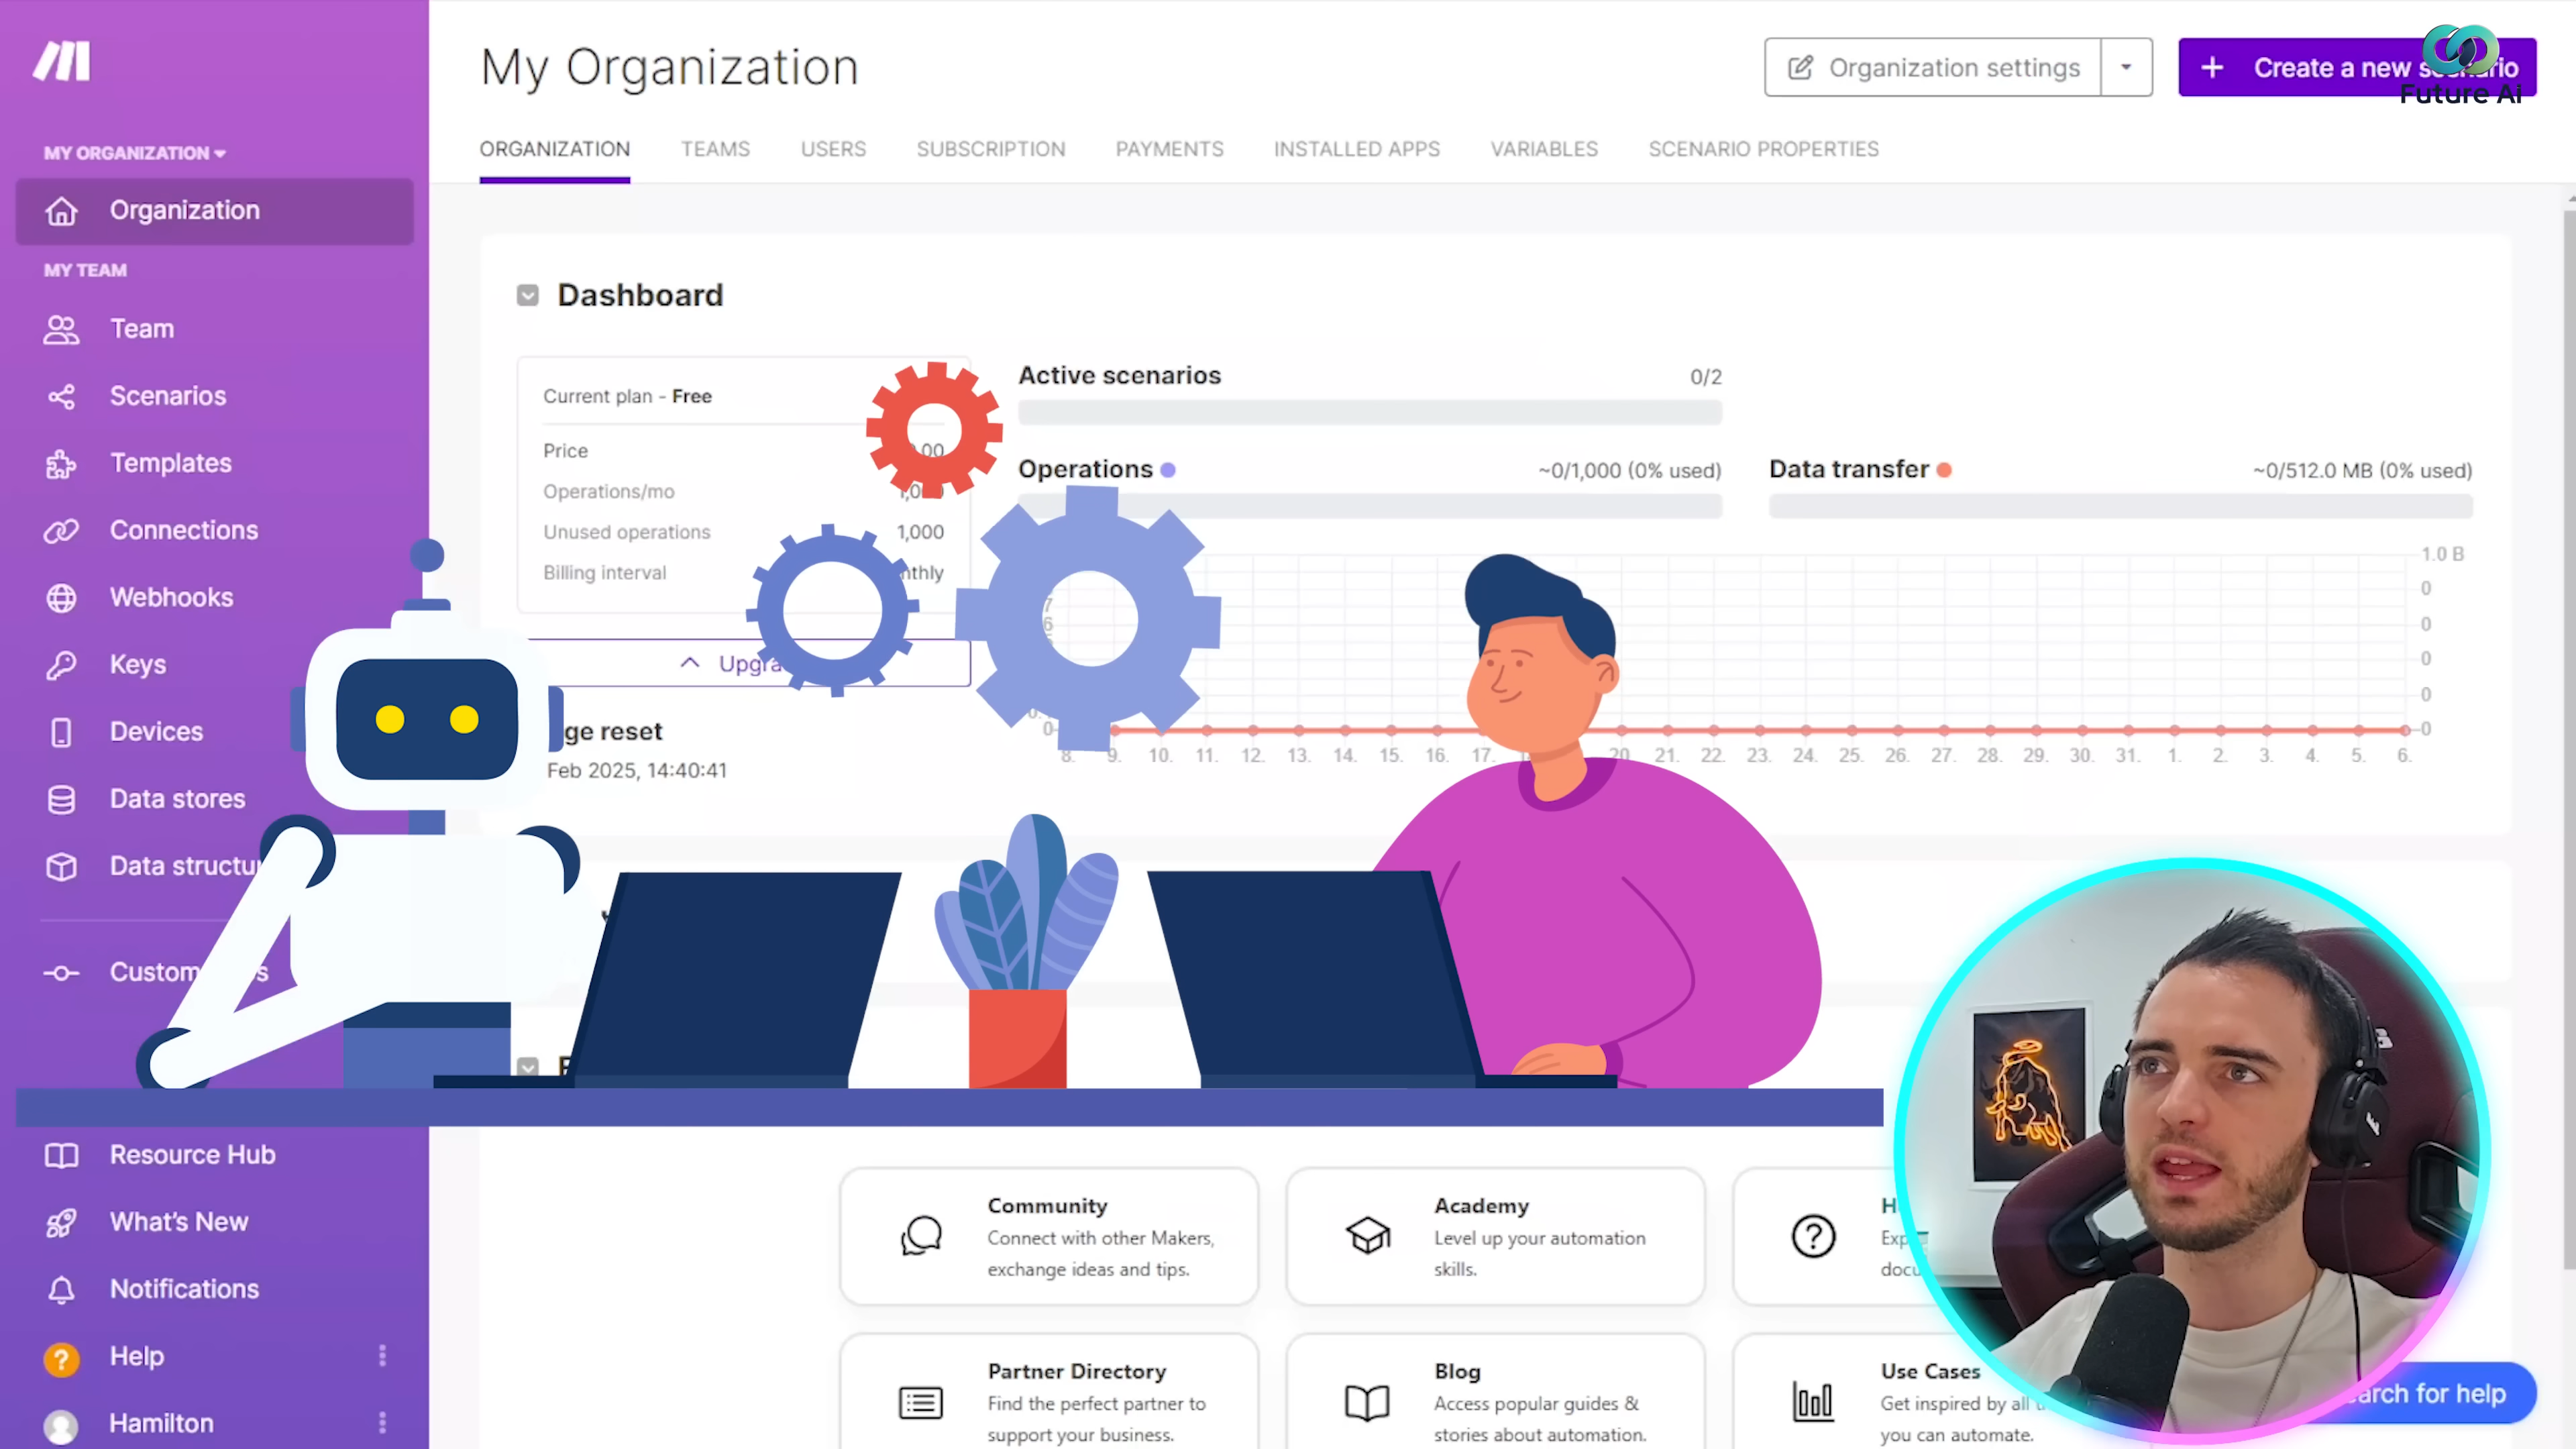 My Organization
Organization settings
+ Create a new
Future Ai
MY ORGANIZATION
Organization
MY TEAM
Team
Scenarios
Templates
Connections
Webhooks
Keys
Devices
Data stores
Data
Custom
Resource Hub
What's New
Notifications
Help
Hamilton
ORGANIZATION
TEAMS
USERS
SUBSCRIPTION
PAYMENTS
INSTALLED APPS
VARIABLES
SCENARIO PROPERTIES
Dashboard
Current plan - Free
Price
Operations/mo
Unused operations 1,000
Billing interval
reset
Feb 2025, 14:40:41
Active scenarios 0/2
Operations ~0/1,000 (0% used)
Data transfer ~0/512.0 MB (0% used)
1.0 B
0
0
0
0
0
0
8. 9. 10. 11. 12. 13. 14. 15. 16. 17. 20. 21. 22. 23. 24. 25. 26. 27. 28. 29. 30. 31. 1. 2. 3. 4. 5. 6.
Community
Connect with other Makers,
exchange ideas and tips.
Academy
Level up your automation
skills.
Partner Directory
Find the perfect partner to
support your business.
Blog
Access popular guides &
stories about automation.
Use Cases
Get inspired by all
you can automate.
for help